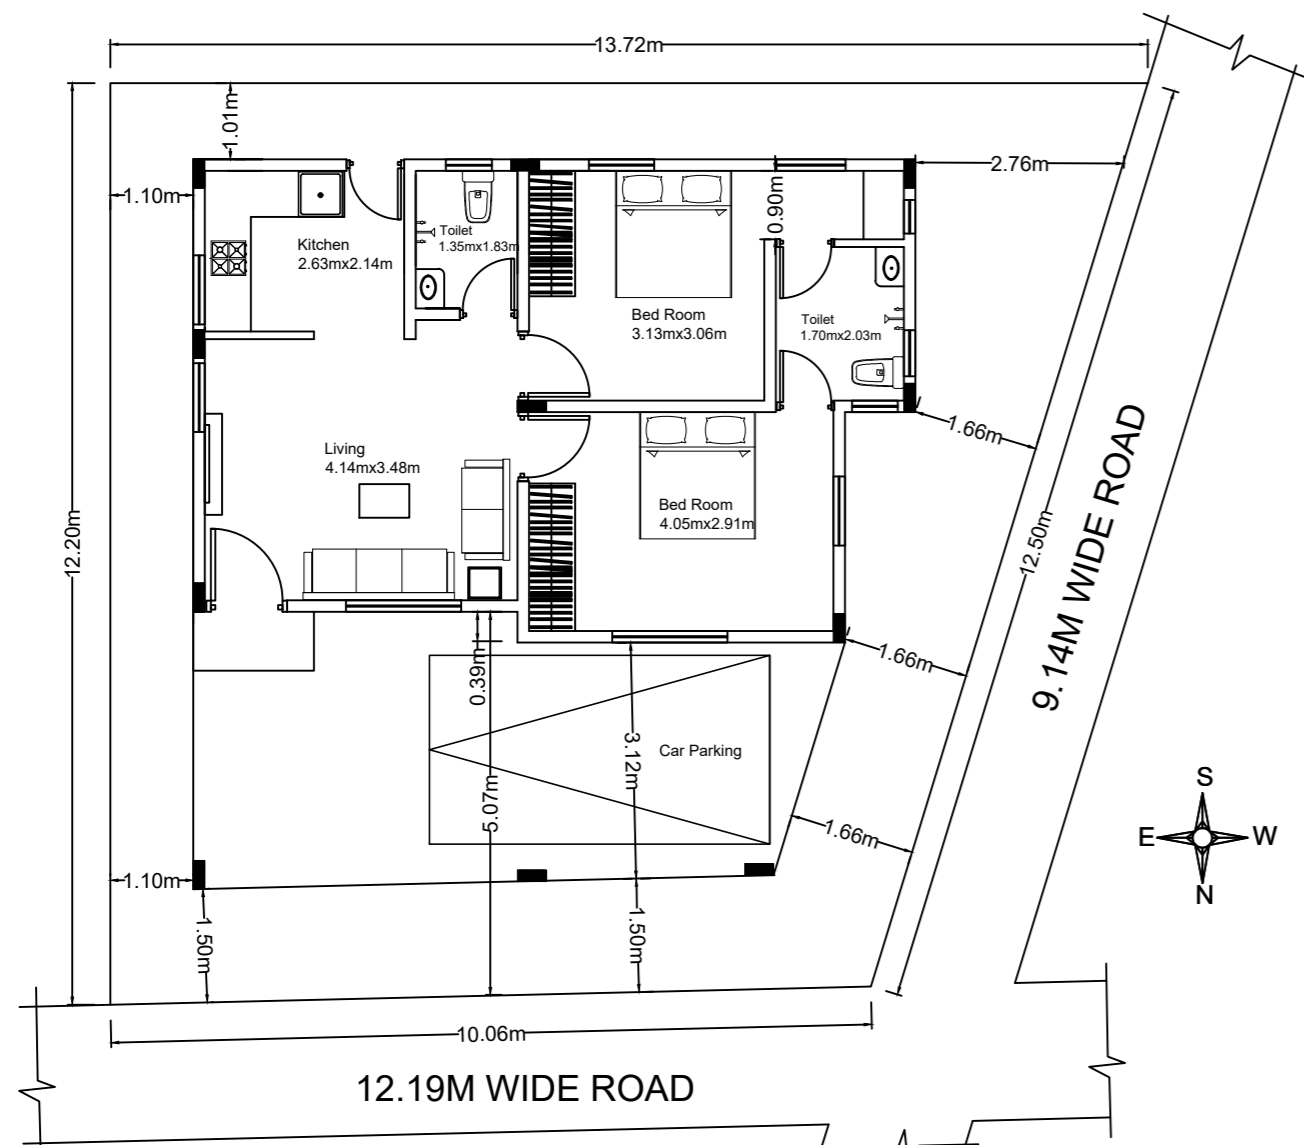 13.72m
1.01m
2.76m
1.10m
0.90m
Toilet
1.35mx1.83m
Kitchen
2.63mx2.14m
Bed Room
3.13mx3.06m
Toilet
1.70mx2.03m
1.66m
Living
4.14mx3.48m
Bed Room
4.05mx2.91m
12.20m
12.50m
9.14M WIDE ROAD
0.39m
1.66m
3.12m
Car Parking
5.07m
1.66m
S
E
W
N
1.10m
1.50m
1.50m
10.06m
12.19M WIDE ROAD